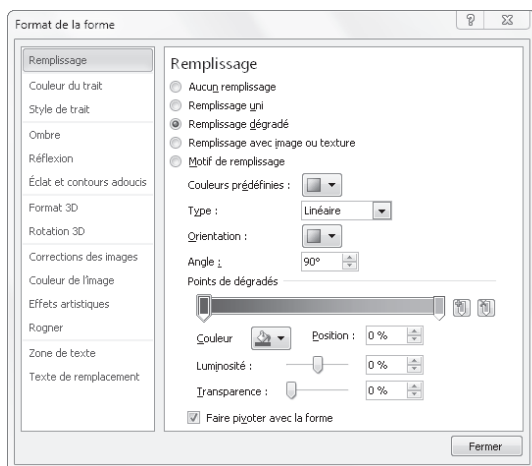 Format de la forme
Remplissage
Couleur du trait
Style de trait
Ombre
Réflexion
Éclat et contours adoucis
Format 3D
Rotation 3D
Corrections des images
Couleur de l'image
Effets artistiques
Rogner
Zone de texte
Texte de remplacement
Remplissage
Aucun remplissage
Remplissage uni
Remplissage dégradé
Remplissage avec image ou texture
Motif de remplissage
Couleurs prédéfinies :
Type : Linéaire
Orientation :
Angle : 90°
Points de dégradés
Couleur Position : 0 %
Luminosité : 0 %
Transparence : 0 %
Faire pivoter avec la forme
Fermer